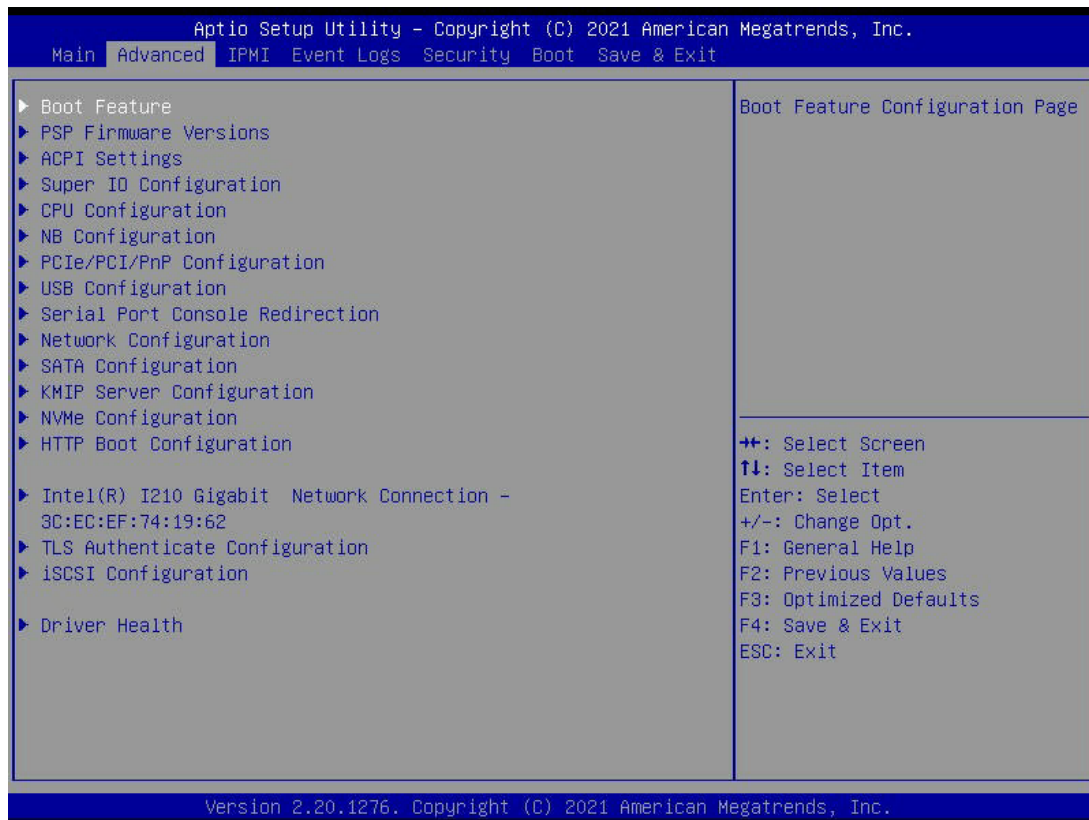 Aptio Setup Utility – Copyright (C) 2021 American Megatrends, Inc.
Main Advanced IPMI Event Logs Security Boot Save & Exit
Boot Feature
PSP Firmware Versions
ACPI Settings
Super IO Configuration
CPU Configuration
NB Configuration
PCIe/PCI/PnP Configuration
USB Configuration
Serial Port Console Redirection
Network Configuration
SATA Configuration
KMIP Server Configuration
NVMe Configuration
HTTP Boot Configuration
Intel(R) I210 Gigabit  Network Connection –
3C:EC:EF:74:19:62
TLS Authenticate Configuration
iSCSI Configuration
Driver Health
Boot Feature Configuration Page
→←: Select Screen
↑↓: Select Item
Enter: Select
+/-: Change Opt.
F1: General Help
F2: Previous Values
F3: Optimized Defaults
F4: Save & Exit
ESC: Exit
Version 2.20.1276. Copyright (C) 2021 American Megatrends, Inc.